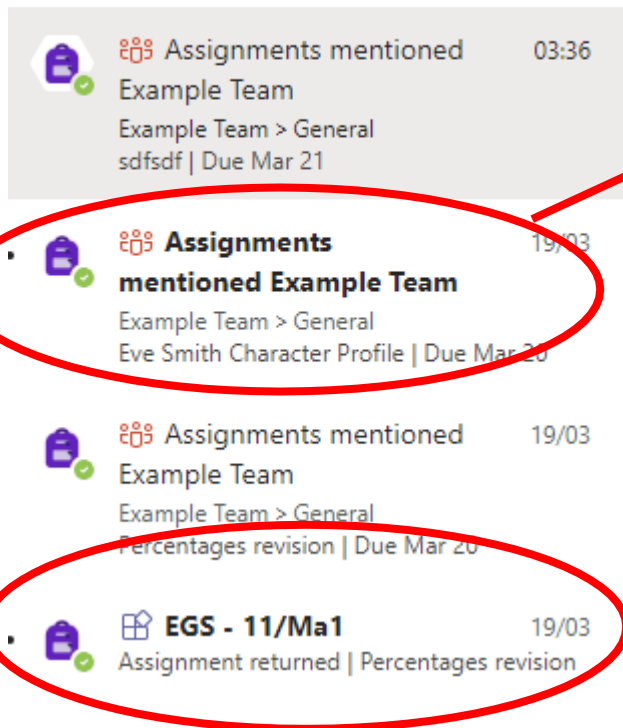 Assignments mentioned 03:36
Example Team
Example Team > General
sdfsdf | Due Mar 21
Assignments 19/03
mentioned Example Team
Example Team > General
Eve Smith Character Profile | Due Mar 20
Assignments mentioned 19/03
Example Team
Example Team > General
Percentages revision | Due Mar 20
EGS - 11/Ma1 19/03
Assignment returned | Percentages revision